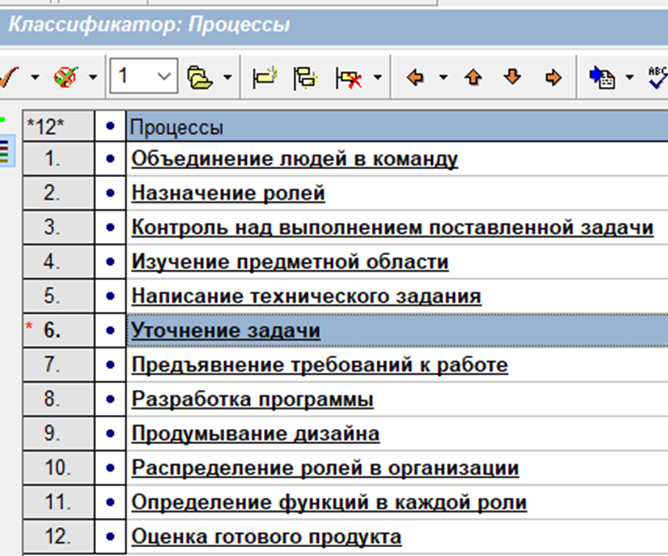 Классификатор: Процессы
1
ABC
*12* Процессы
1. Объединение людей в команду
2. Назначение ролей
3. Контроль над выполнением поставленной задачи
4. Изучение предметной области
5. Написание технического задания
* 6. Уточнение задачи
7. Предъявнение требований к работе
8. Разработка программы
9. Продумывание дизайна
10. Распределение ролей в организации
11. Определение функций в каждой роли
12. Оценка готового продукта